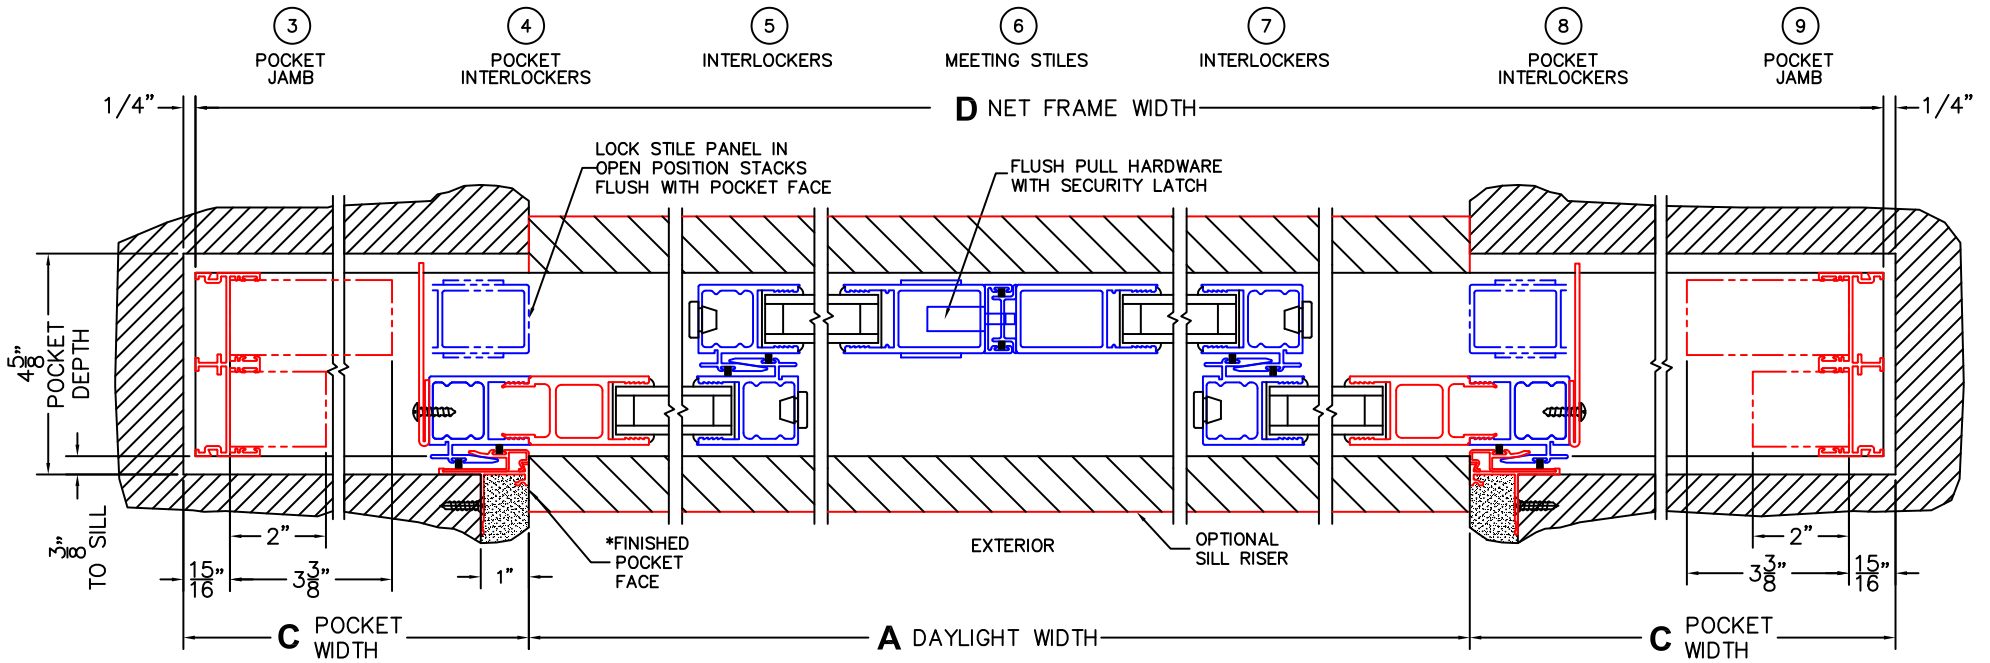 3
POCKET
JAMB
4
POCKET
INTERLOCKERS
5
INTERLOCKERS
6
MEETING STILES
7
INTERLOCKERS
8
POCKET
INTERLOCKERS
9
POCKET
JAMB
1/4"
D NET FRAME WIDTH
1/4"
LOCK STILE PANEL IN
OPEN POSITION STACKS
FLUSH WITH POCKET FACE
FLUSH PULL HARDWARE
WITH SECURITY LATCH
4 5/8"
POCKET
DEPTH
3/8"
TO SILL
2"
15/16"
3 3/8"
1"
*FINISHED
POCKET
FACE
EXTERIOR
OPTIONAL
SILL RISER
2"
3 3/8"
15/16"
C POCKET
WIDTH
A DAYLIGHT WIDTH
C POCKET
WIDTH